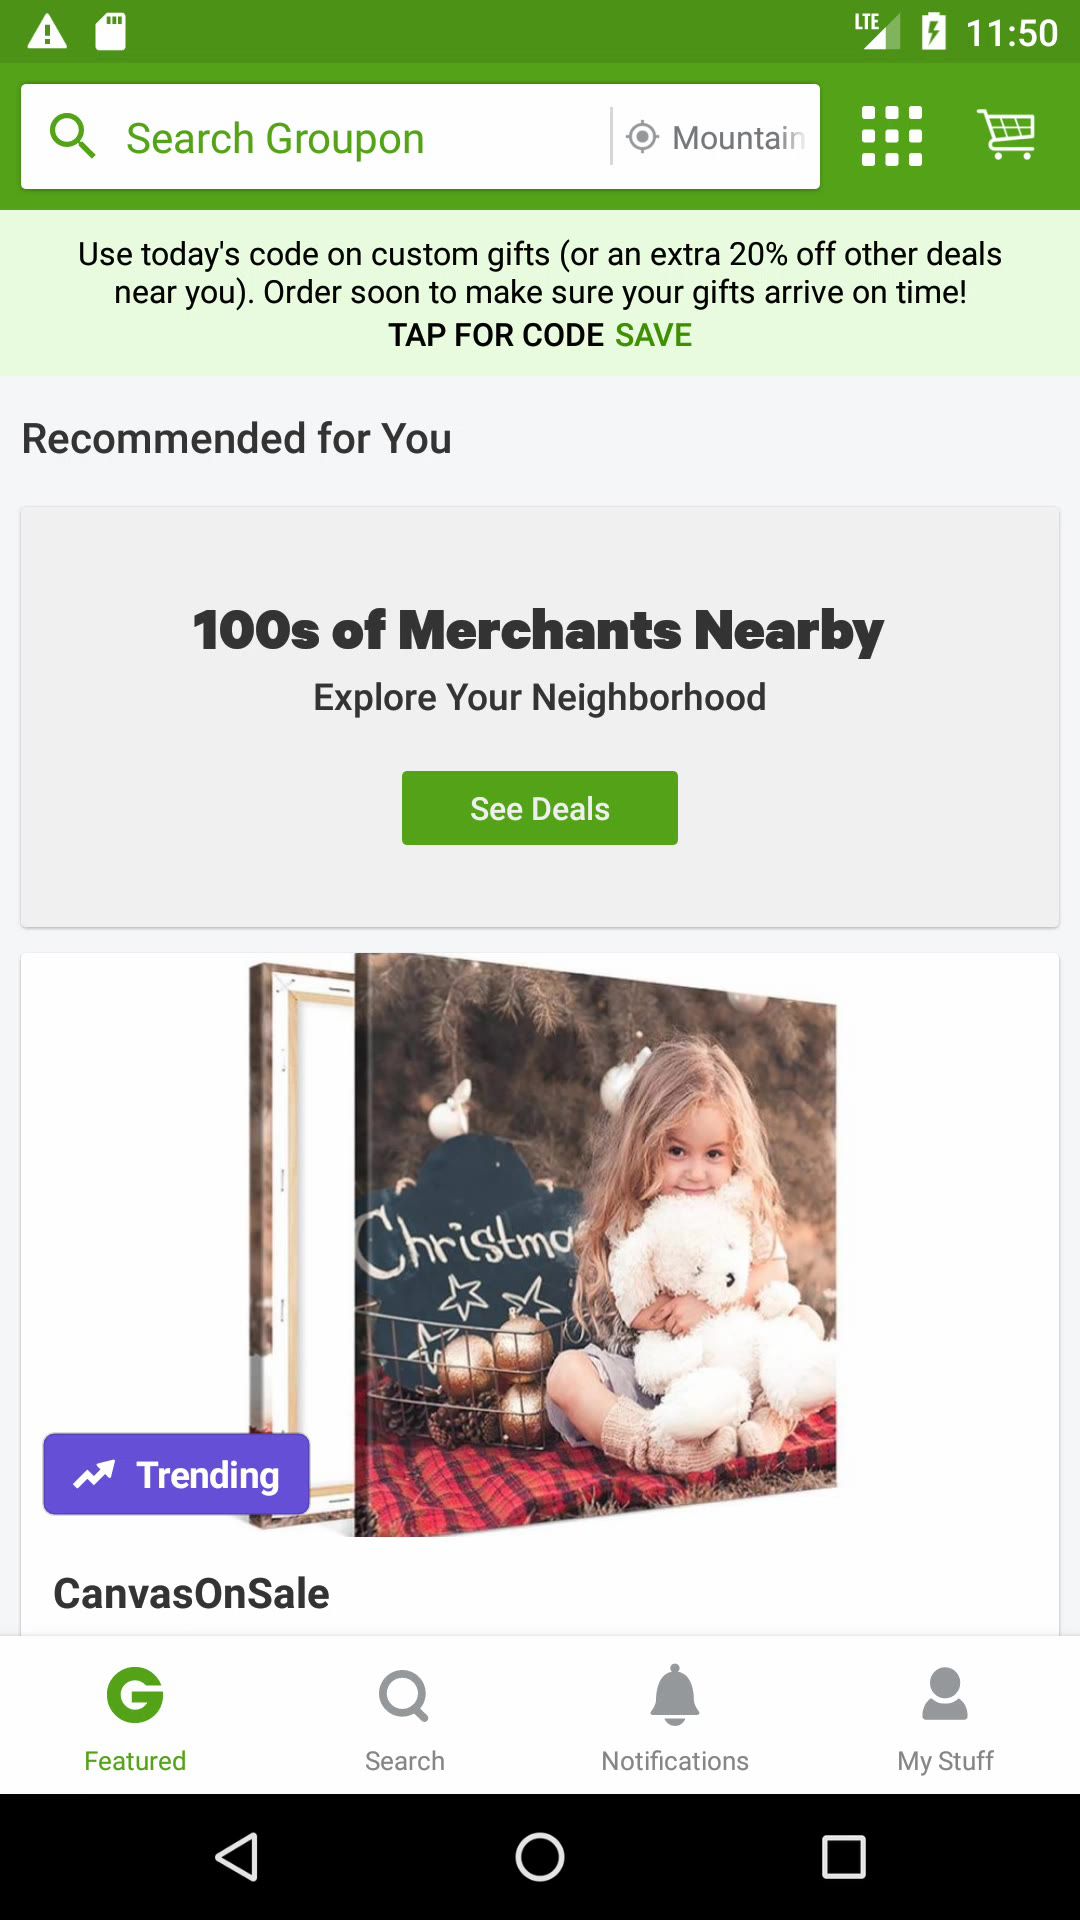 LTE 11:50
Search Groupon Mountain
Use today's code on custom gifts (or an extra 20% off other deals
near you). Order soon to make sure your gifts arrive on time!
TAP FOR CODE SAVE
Recommended for You
100s of Merchants Nearby
Explore Your Neighborhood
See Deals
Christma
Trending
CanvasOnSale
Featured Search Notifications My Stuff